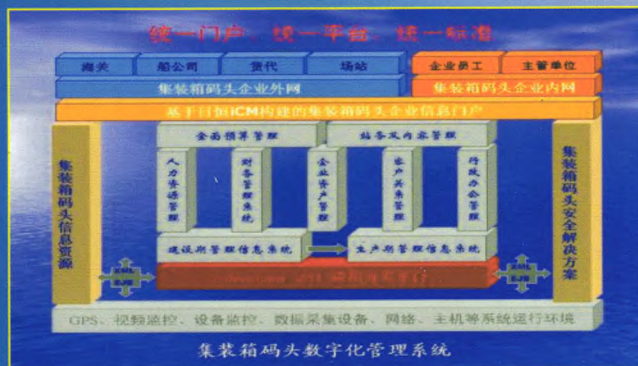 统一门户、统一平台、统一标准
海关 船公司 货代 场站 企业员工 主管单位
集装箱码头企业外网 集装箱码头企业内网
基于日恒iCM构建的集装箱码头企业信息门户
全面预算管理 站务及内容管理
集装箱码头信息资源
人力资源管理
财务管理系统
企业资产管理
客户关系管理
行政办公管理
集装箱码头安全解决方案
建设期管理信息系统 生产期管理信息系统
XML EJB XML EJB
GPS、视频监控、设备监控、数据采集设备、网络、主机等系统运行环境
集装箱码头数字化管理系统